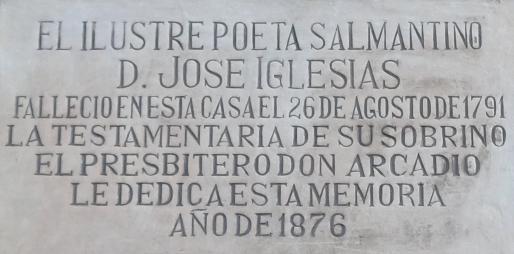 EL ILUSTRE POETA SALMANTINO
D. JOSE IGLESIAS
FALLECIO EN ESTA CASA EL 26 DE AGOSTO DE 1791
LA TESTAMENTARIA DE SU SOBRINO
EL PRESBITERO DON ARCADIO
LE DEDICA ESTA MEMORIA
AÑO DE 1876